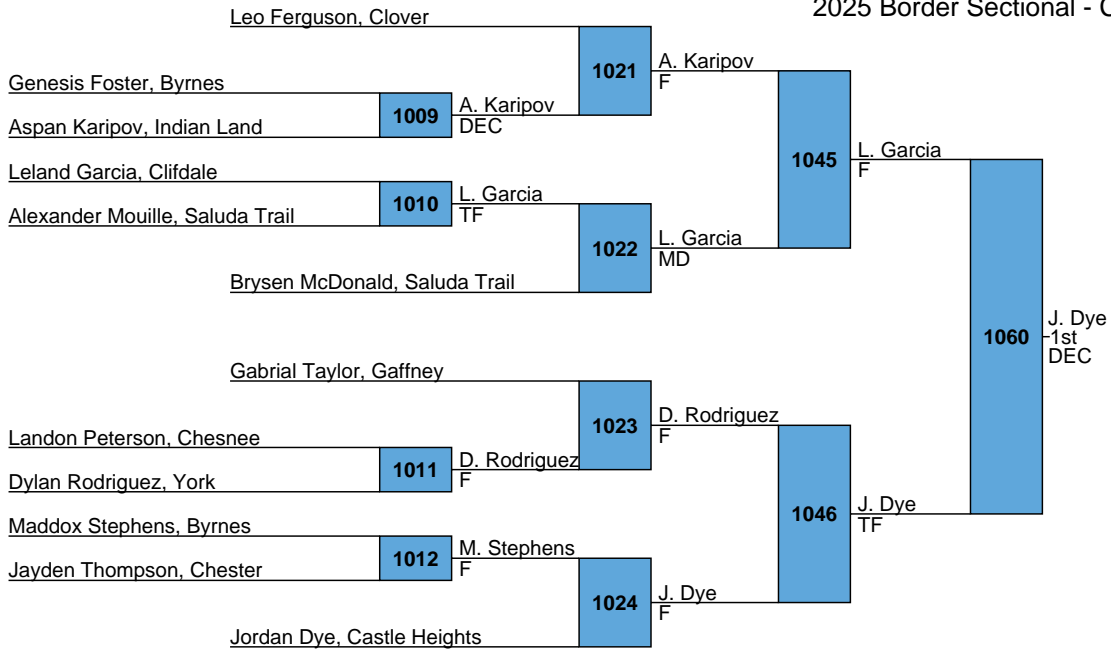 2025 Border Sectional - C
Leo Ferguson, Clover
1021
A. Karipov
F
Genesis Foster, Byrnes
1009
A. Karipov
DEC
Aspan Karipov, Indian Land
1045
L. Garcia
F
Leland Garcia, Clifdale
1010
L. Garcia
TF
Alexander Mouille, Saluda Trail
1022
L. Garcia
MD
Brysen McDonald, Saluda Trail
1060
J. Dye
1st
DEC
Gabrial Taylor, Gaffney
1023
D. Rodriguez
F
Landon Peterson, Chesnee
1011
D. Rodriguez
F
Dylan Rodriguez, York
1046
J. Dye
TF
Maddox Stephens, Byrnes
1012
M. Stephens
F
Jayden Thompson, Chester
1024
J. Dye
F
Jordan Dye, Castle Heights